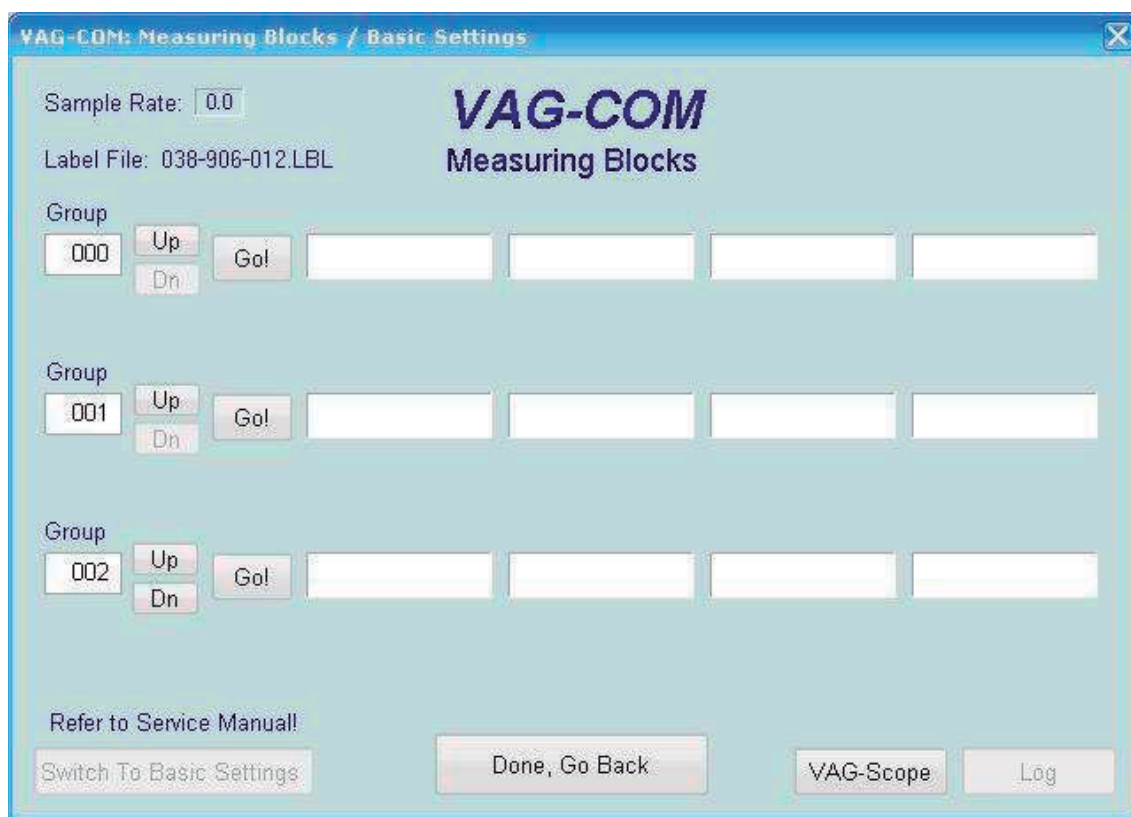 VAG-COM: Measuring Blocks / Basic Settings
Sample Rate: 0.0
VAG-COM
Label File: 038-906-012.LBL
Measuring Blocks
Group
000
Up
Dn
Go!
Group
001
Up
Dn
Go!
Group
002
Up
Dn
Go!
Refer to Service Manual!
Switch To Basic Settings
Done, Go Back
VAG-Scope
Log